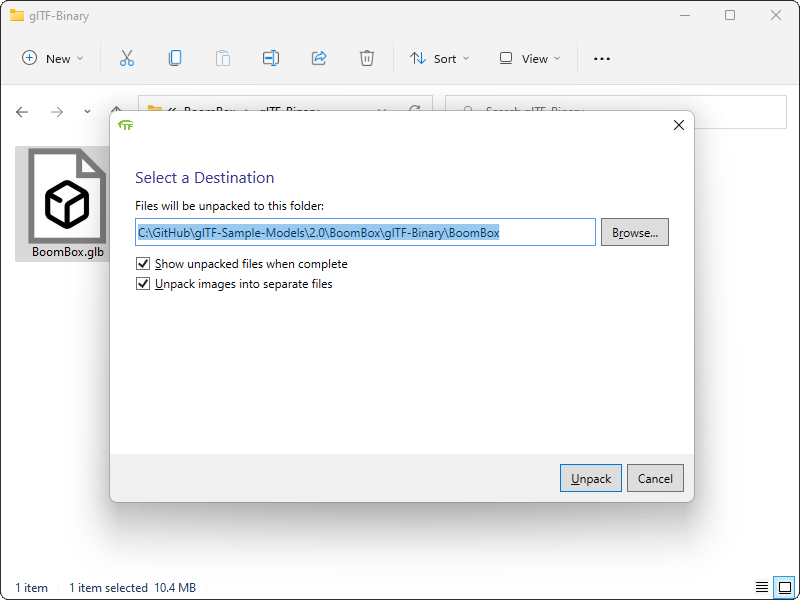 glTF-Binary
New
Sort
View
BoomBox
glTF-Binary
Search glTF-Binary
TF
Select a Destination
Files will be unpacked to this folder:
C:\GitHub\glTF-Sample-Models\2.0\BoomBox\glTF-Binary\BoomBox
Browse...
Show unpacked files when complete
Unpack images into separate files
BoomBox.glb
Unpack
Cancel
1 item
1 item selected 10.4 MB